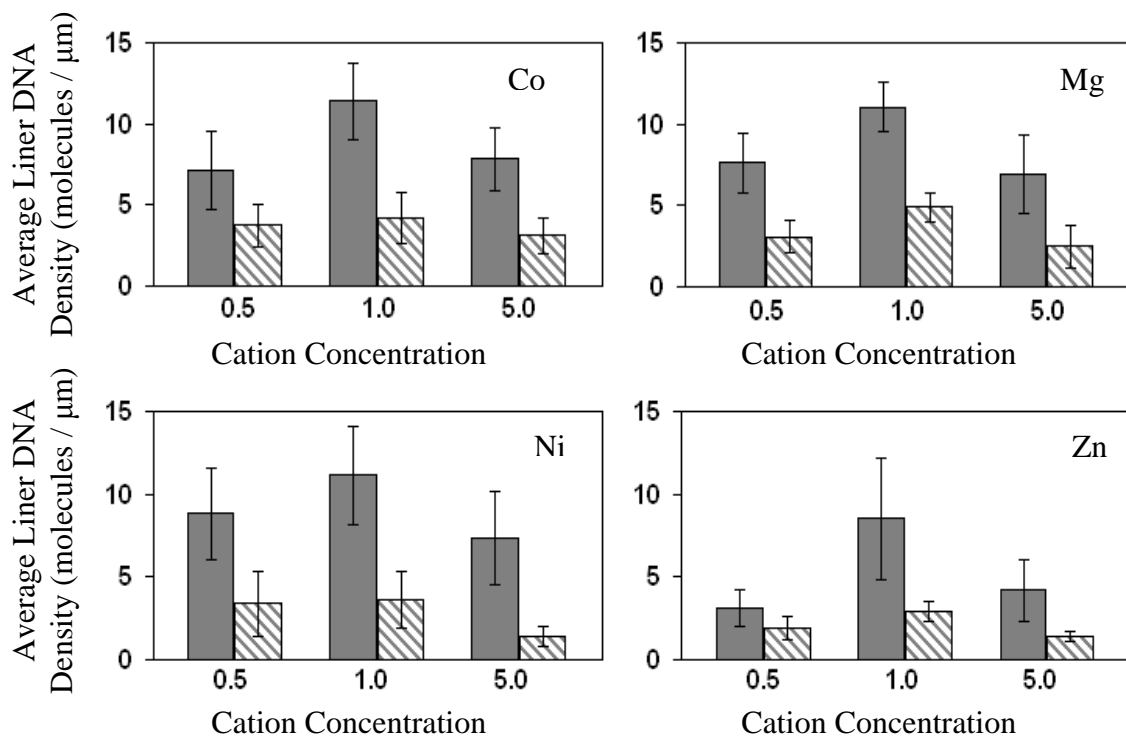 Average Liner DNA
Density (molecules / µm)
15
10
5
0
Co
0.5 1.0 5.0
Cation Concentration
15
10
5
0
Mg
0.5 1.0 5.0
Cation Concentration
Average Liner DNA
Density (molecules / µm)
15
10
5
0
Ni
0.5 1.0 5.0
Cation Concentration
15
10
5
0
Zn
0.5 1.0 5.0
Cation Concentration